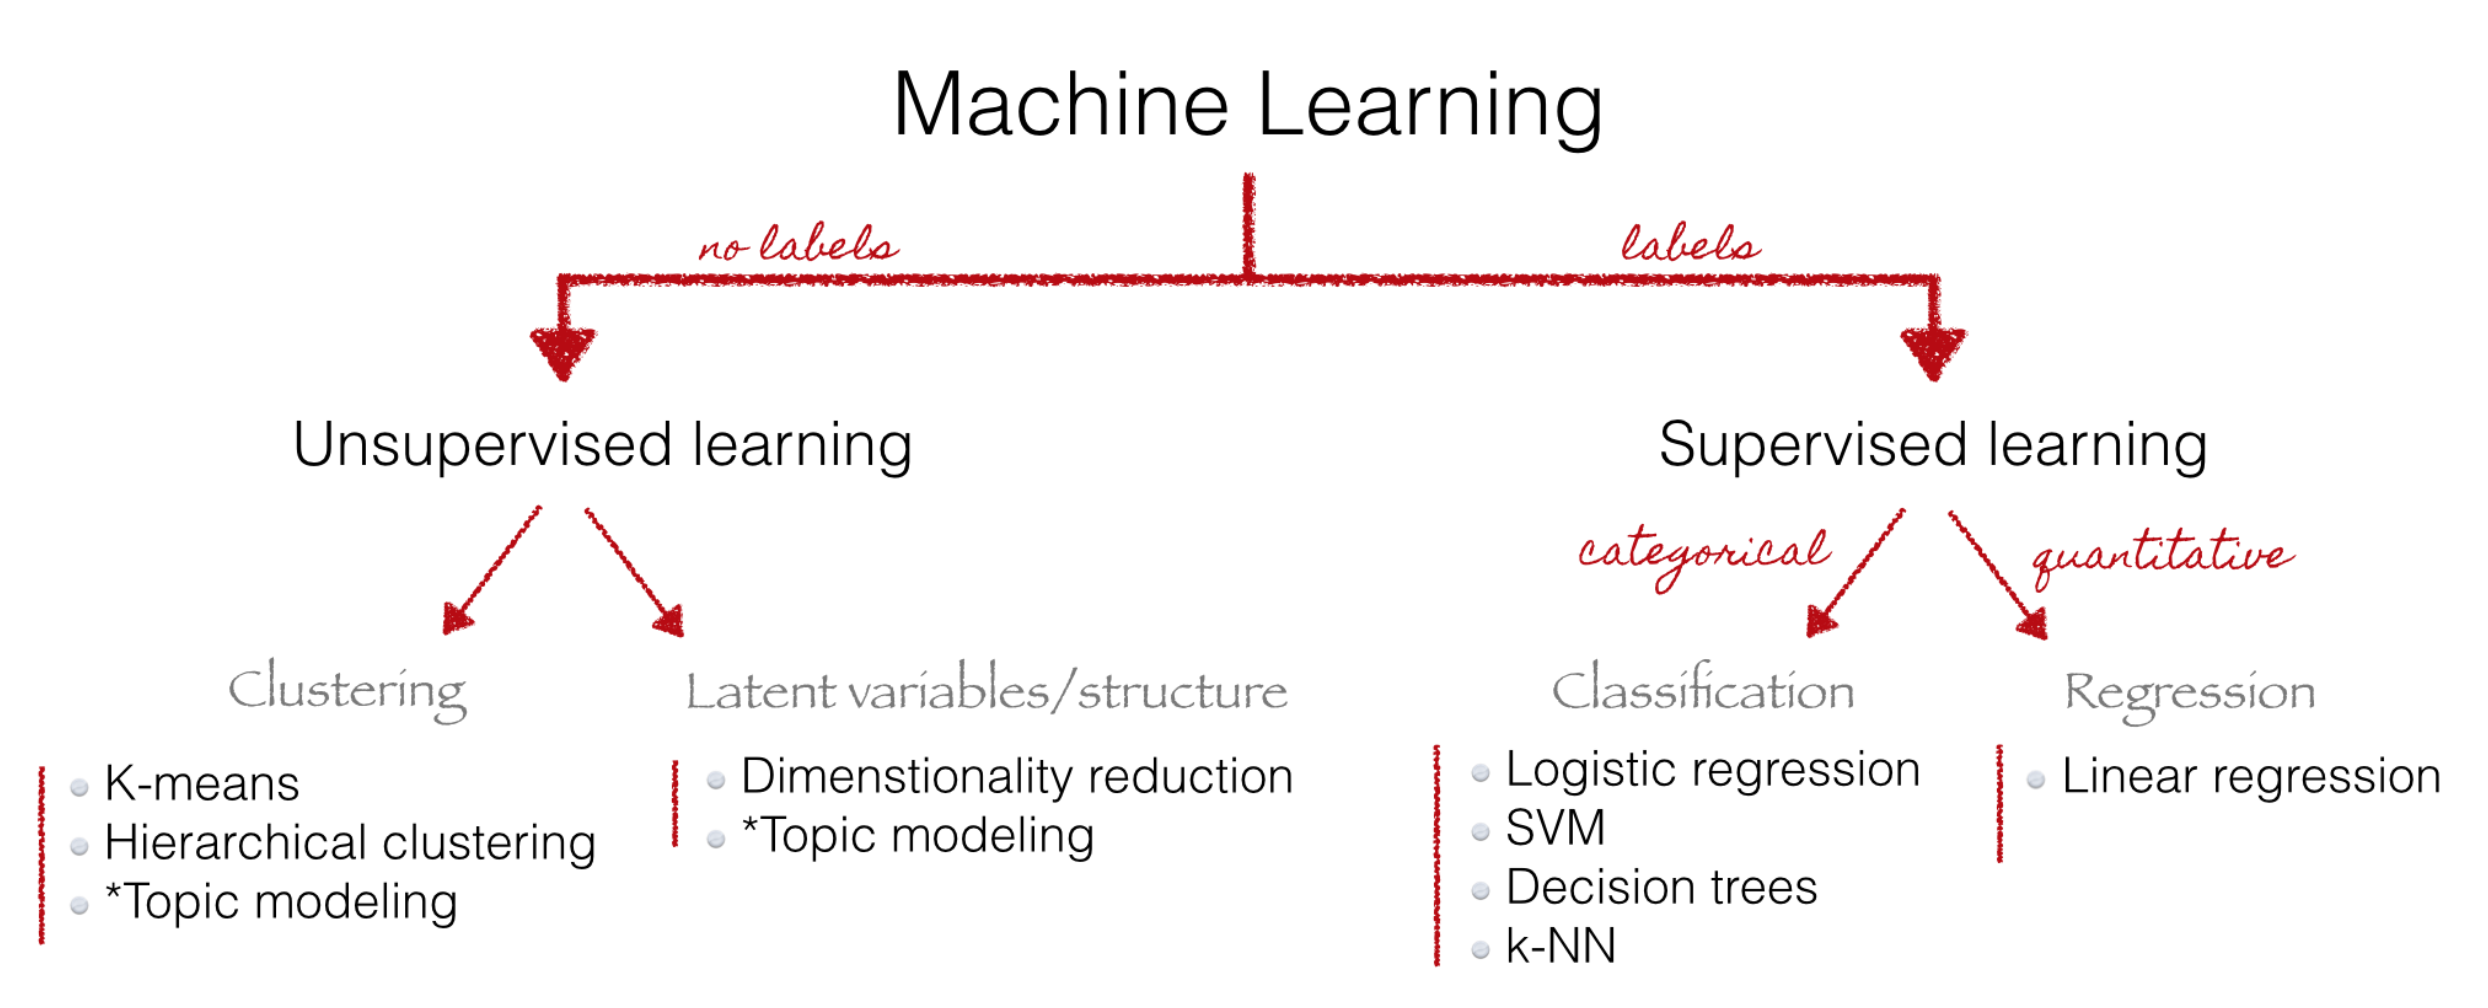 Machine Learning
no labels
labels
Unsupervised learning
Supervised learning
categorical
quantitative
Clustering
Latent variables/structure
Classification
Regression
K-means
Hierarchical clustering
*Topic modeling
Dimenstionality reduction
*Topic modeling
Logistic regression
SVM
Decision trees
k-NN
Linear regression